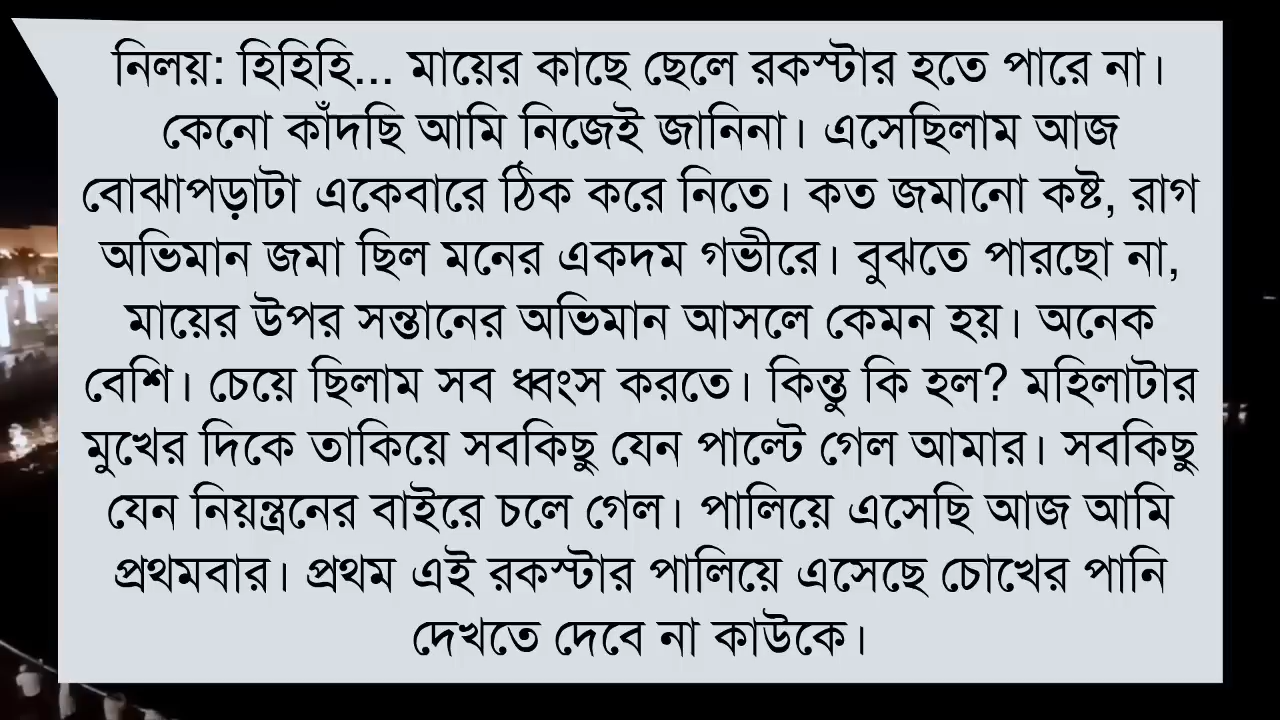 নিলয়: হিহিহি... মায়ের কাছে ছেলে রকস্টার হতে পারে না।
কেনো কাঁদছি আমি নিজেই জানিনা। এসেছিলাম আজ
বোঝাপড়াটা একেবারে ঠিক করে নিতে। কত জমানো কষ্ট, রাগ
অভিমান জমা ছিল মনের একদম গভীরে। বুঝতে পারছো না,
মায়ের উপর সন্তানের অভিমান আসলে কেমন হয়। অনেক
বেশি। চেয়ে ছিলাম সব ধ্বংস করতে। কিন্তু কি হল? মহিলাটার
মুখের দিকে তাকিয়ে সবকিছু যেন পাল্টে গেল আমার। সবকিছু
যেন নিয়ন্ত্রনের বাইরে চলে গেল। পালিয়ে এসেছি আজ আমি
প্রথমবার। প্রথম এই রকস্টার পালিয়ে এসেছে চোখের পানি
দেখতে দেবে না কাউকে।